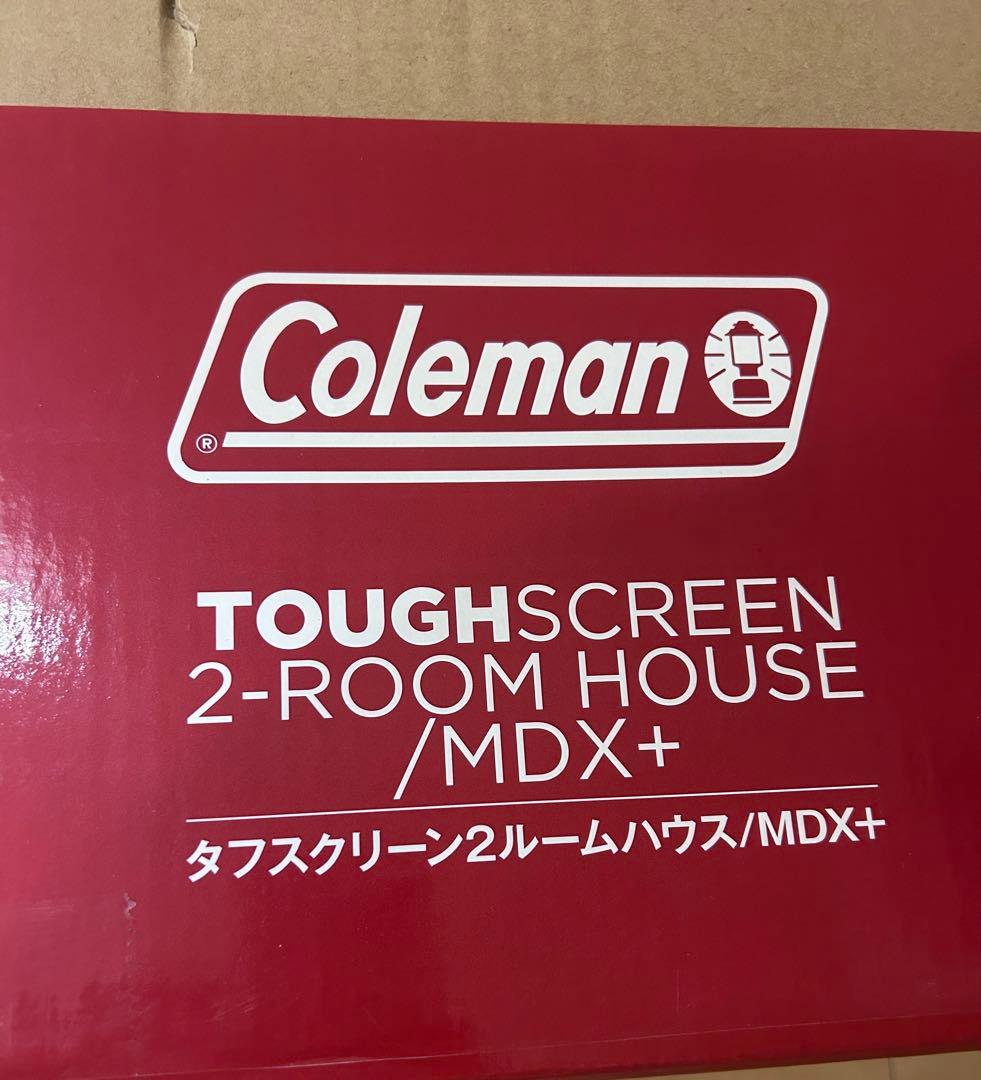 Coleman
®
TOUGHSCREEN
2-ROOM HOUSE
/MDX+
タフスクリーン2ルームハウス/MDX+